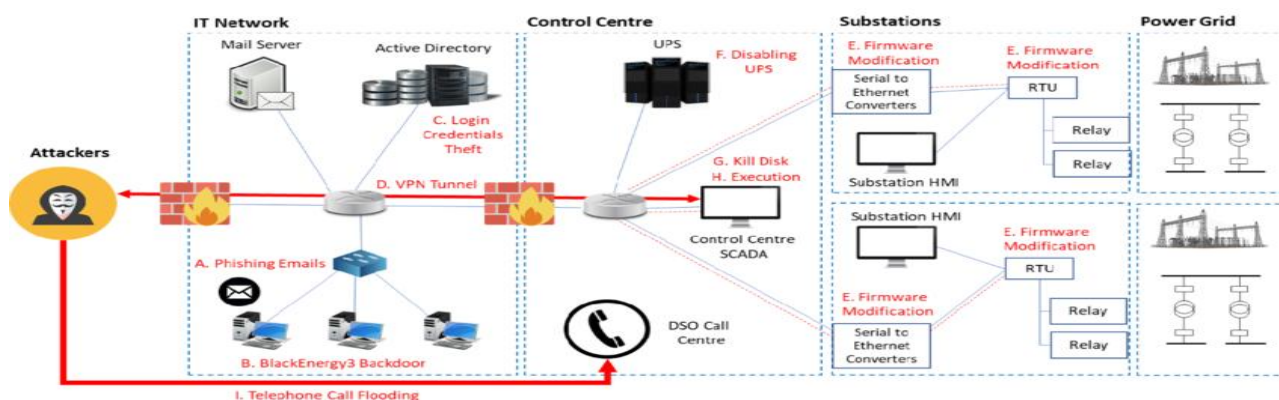 IT Network
Control Centre
Substations
Power Grid
Attackers
Mail Server
Active Directory
C. Login
Credentials
Theft
D. VPN Tunnel
A. Phishing Emails
B. BlackEnergy3 Backdoor
I. Telephone Call Flooding
UPS
F. Disabling
UPS
G. Kill Disk
H. Execution
Control Centre
SCADA
DSO Call
Centre
E. Firmware
Modification
Serial to
Ethernet
Converters
E. Firmware
Modification
RTU
Relay
Relay
Substation HMI
Substation HMI
E. Firmware
Modification
RTU
E. Firmware
Modification
Serial to
Ethernet
Converters
Relay
Relay